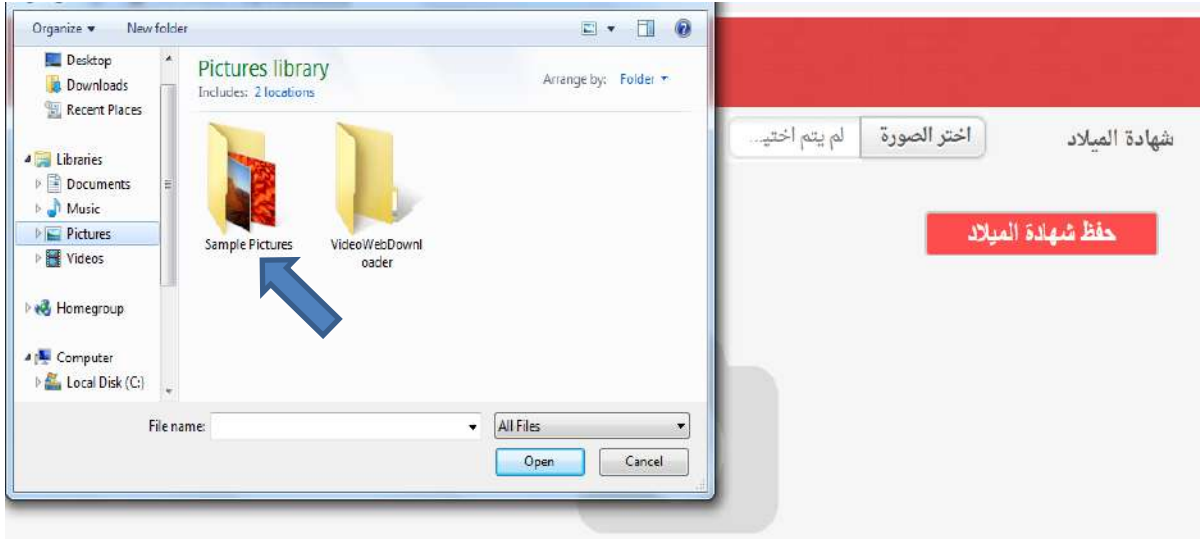 Organize New folder
Desktop
Downloads
Recent Places
Libraries
Documents
Music
Pictures
Videos
Homegroup
Computer
Local Disk (C:)
Pictures library
Includes: 2 locations
Arrange by: Folder
Sample Pictures
VideoWebDownl
oader
File name:
All Files
Open Cancel
شهادة الميلاد اختر الصورة لم يتم اختيـ...
حفظ شهادة الميلاد